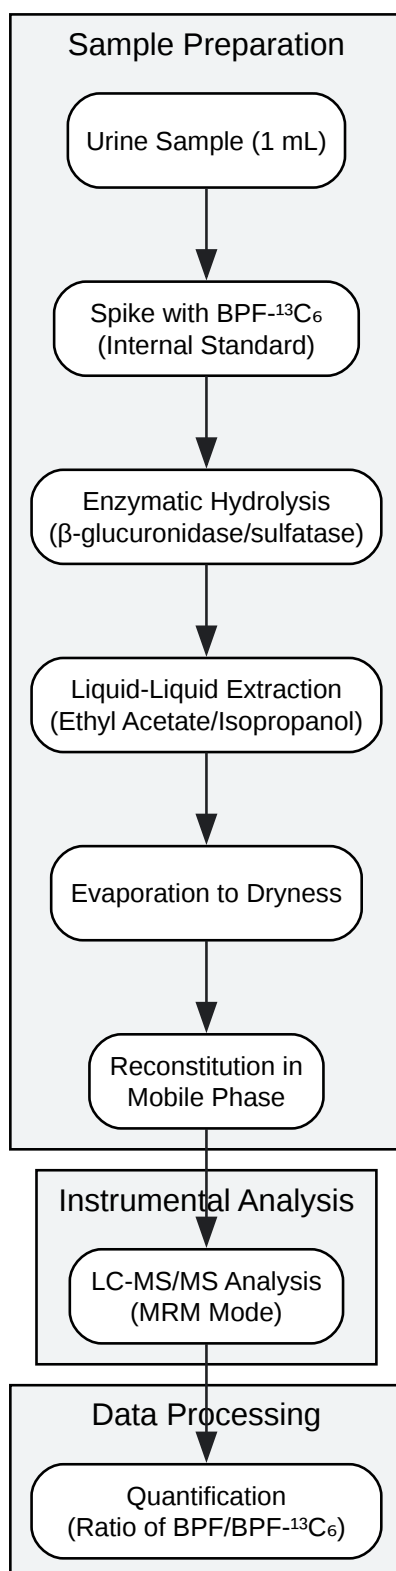 Sample Preparation
Urine Sample (1 mL)
Spike with BPF-¹³C₆
(Internal Standard)
Enzymatic Hydrolysis
(β-glucuronidase/sulfatase)
Liquid-Liquid Extraction
(Ethyl Acetate/Isopropanol)
Evaporation to Dryness
Reconstitution in
Mobile Phase
Instrumental Analysis
LC-MS/MS Analysis
(MRM Mode)
Data Processing
Quantification
(Ratio of BPF/BPF-¹³C₆)